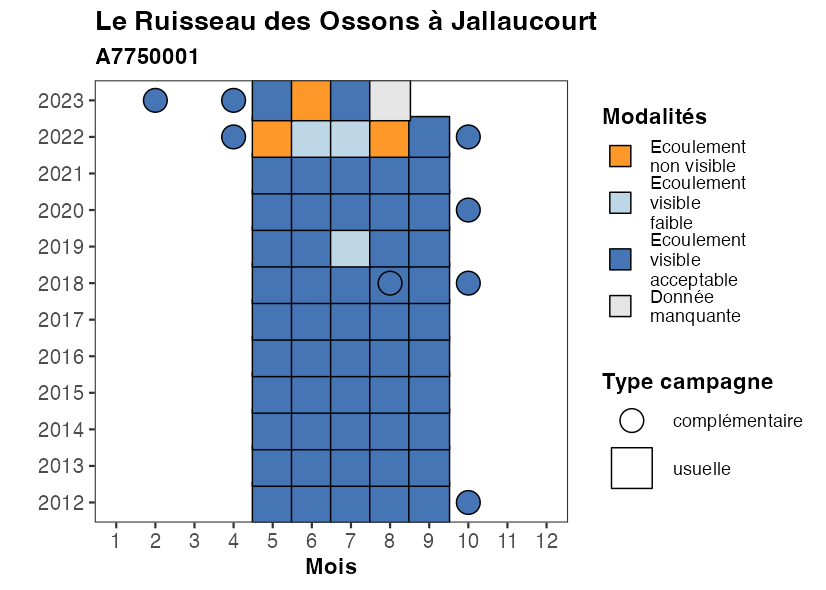 Le Ruisseau des Ossons à Jallaucourt
A7750001
2023
2022
2021
2020
2019
2018
2017
2016
2015
2014
2013
2012
1 2 3 4 5 6 7 8 9 10 11 12
Mois
Modalités
Ecoulement
non visible
Ecoulement
visible
faible
Ecoulement
visible
acceptable
Donnée
manquante
Type campagne
complémentaire
usuelle